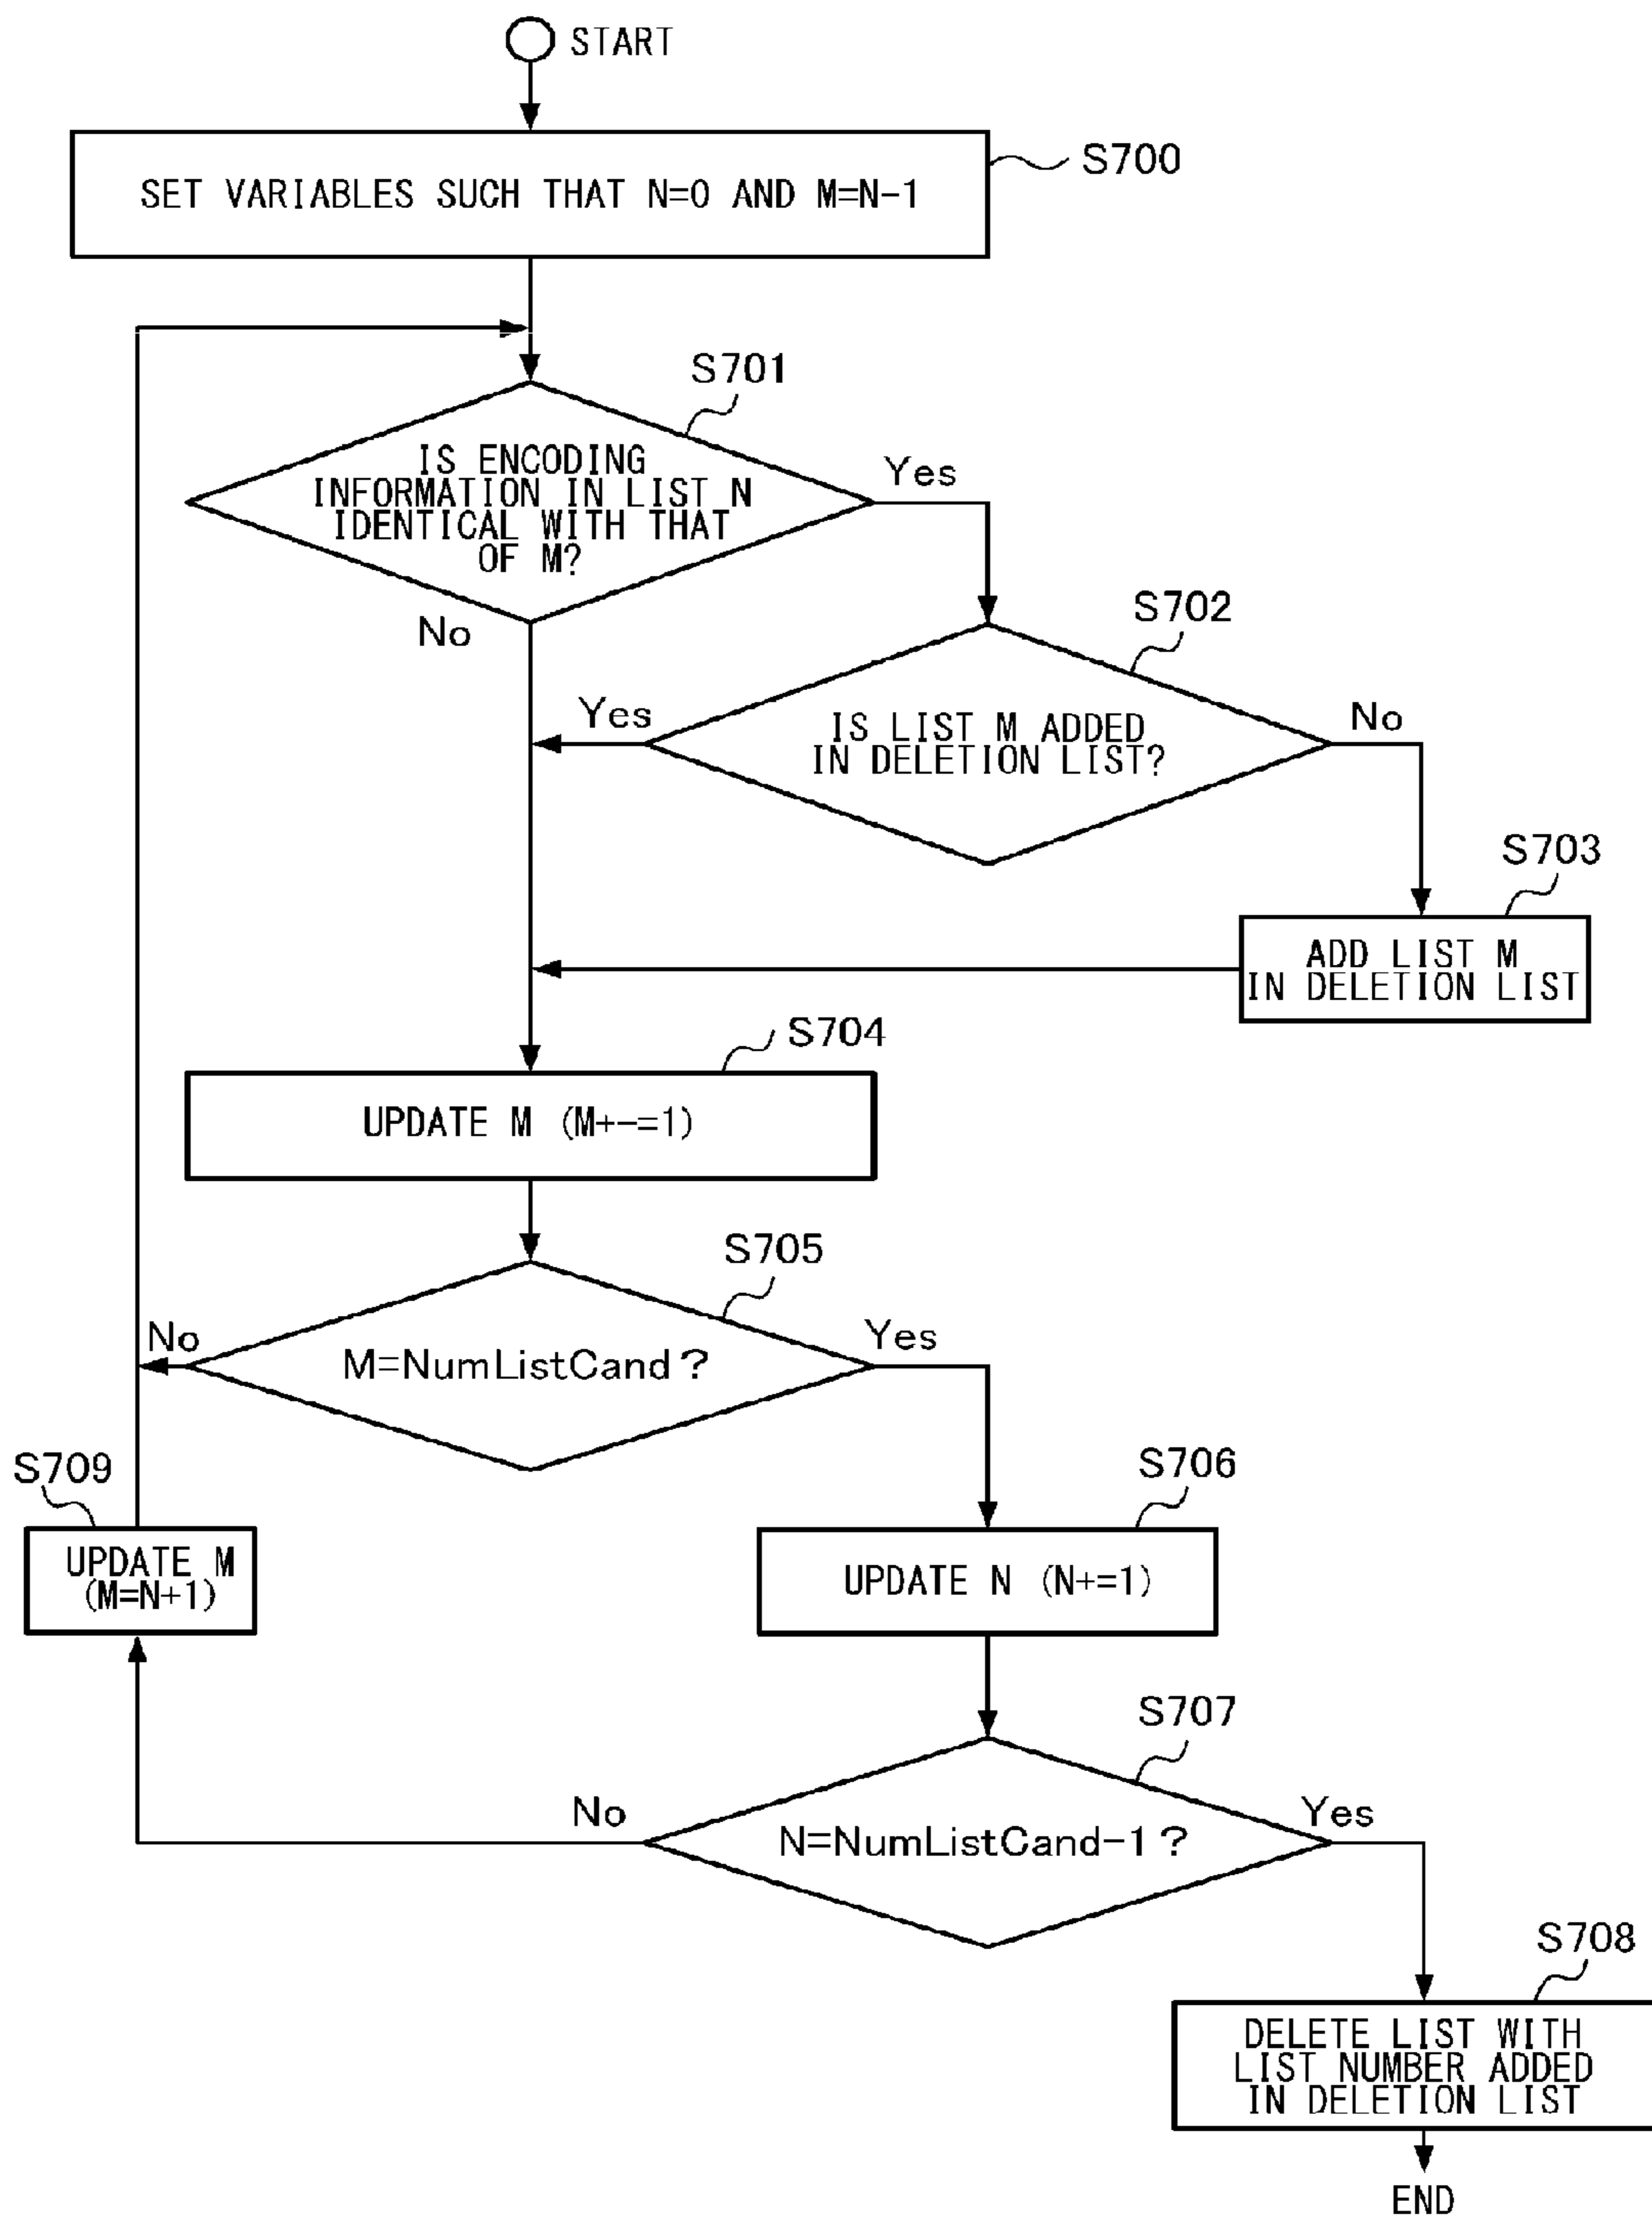 START
S700
SET VARIABLES SUCH THAT N=0 AND M=N-1
S701
IS ENCODING
INFORMATION IN LIST N
IDENTICAL WITH THAT
OF M?
Yes
No
S702
IS LIST M ADDED
IN DELETION LIST?
Yes
No
S703
ADD LIST M
IN DELETION LIST
S704
UPDATE M (M+-=1)
S705
M=NumListCand?
No
Yes
S709
UPDATE M
(M=N+1)
S706
UPDATE N (N+=1)
S707
N=NumListCand-1?
No
Yes
S708
DELETE LIST WITH
LIST NUMBER ADDED
IN DELETION LIST
END